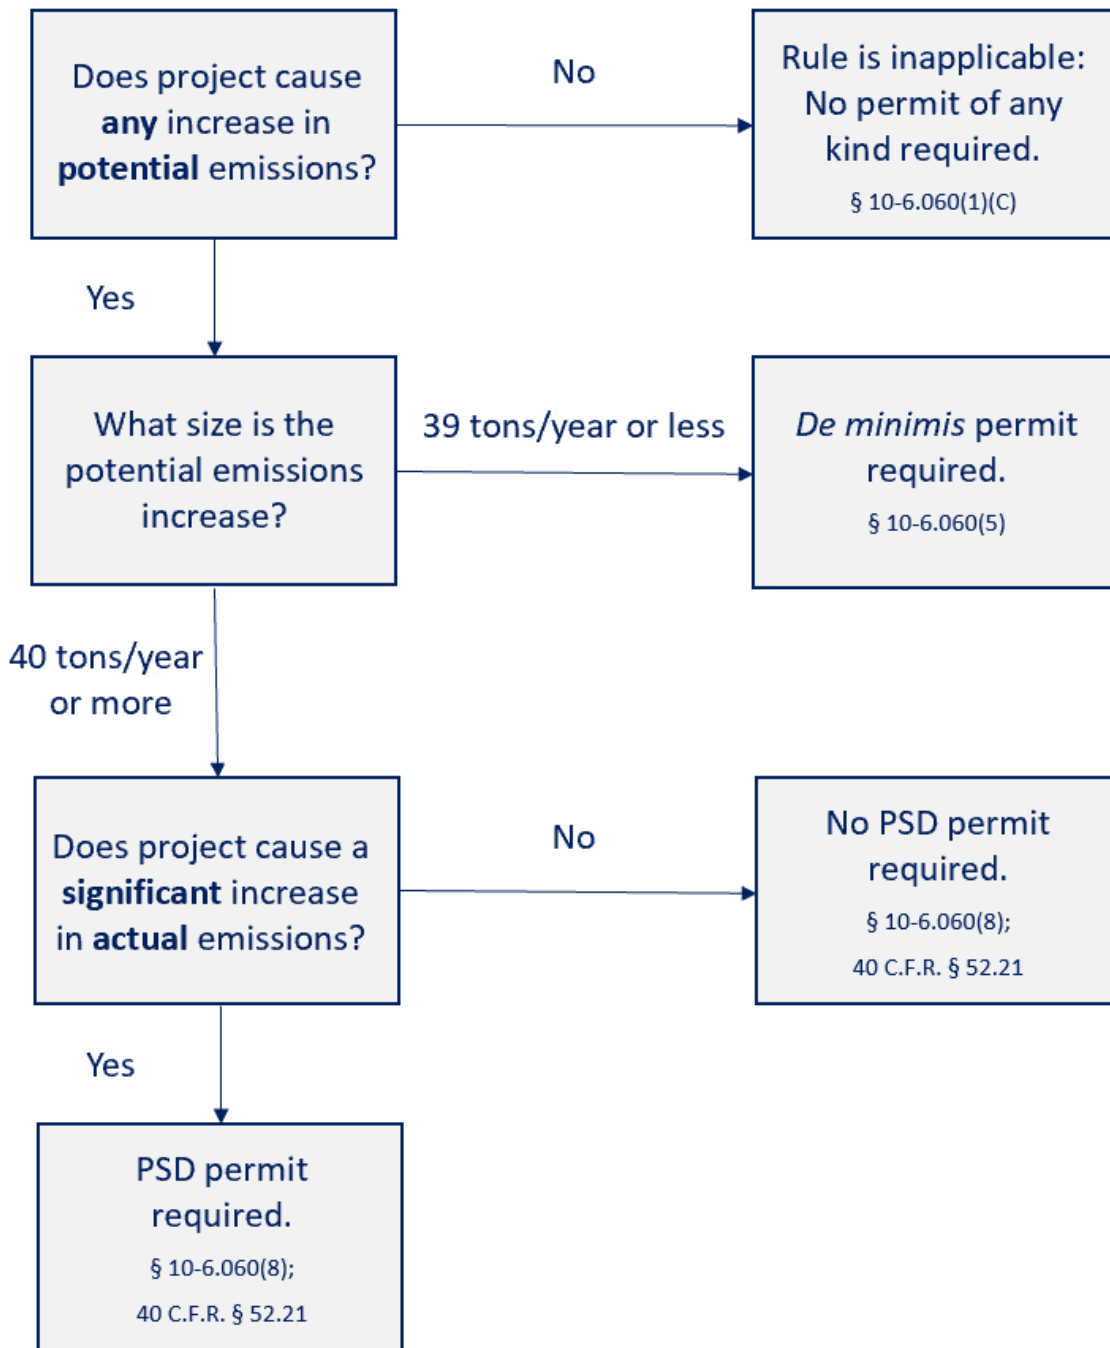 Does project cause
any increase in
potential emissions?
No
Rule is inapplicable:
No permit of any
kind required.
§ 10-6.060(1)(C)
Yes
What size is the
potential emissions
increase?
39 tons/year or less
De minimis permit
required.
§ 10-6.060(5)
40 tons/year
or more
Does project cause a
significant increase
in actual emissions?
No
No PSD permit
required.
§ 10-6.060(8);
40 C.F.R. § 52.21
Yes
PSD permit
required.
§ 10-6.060(8);
40 C.F.R. § 52.21